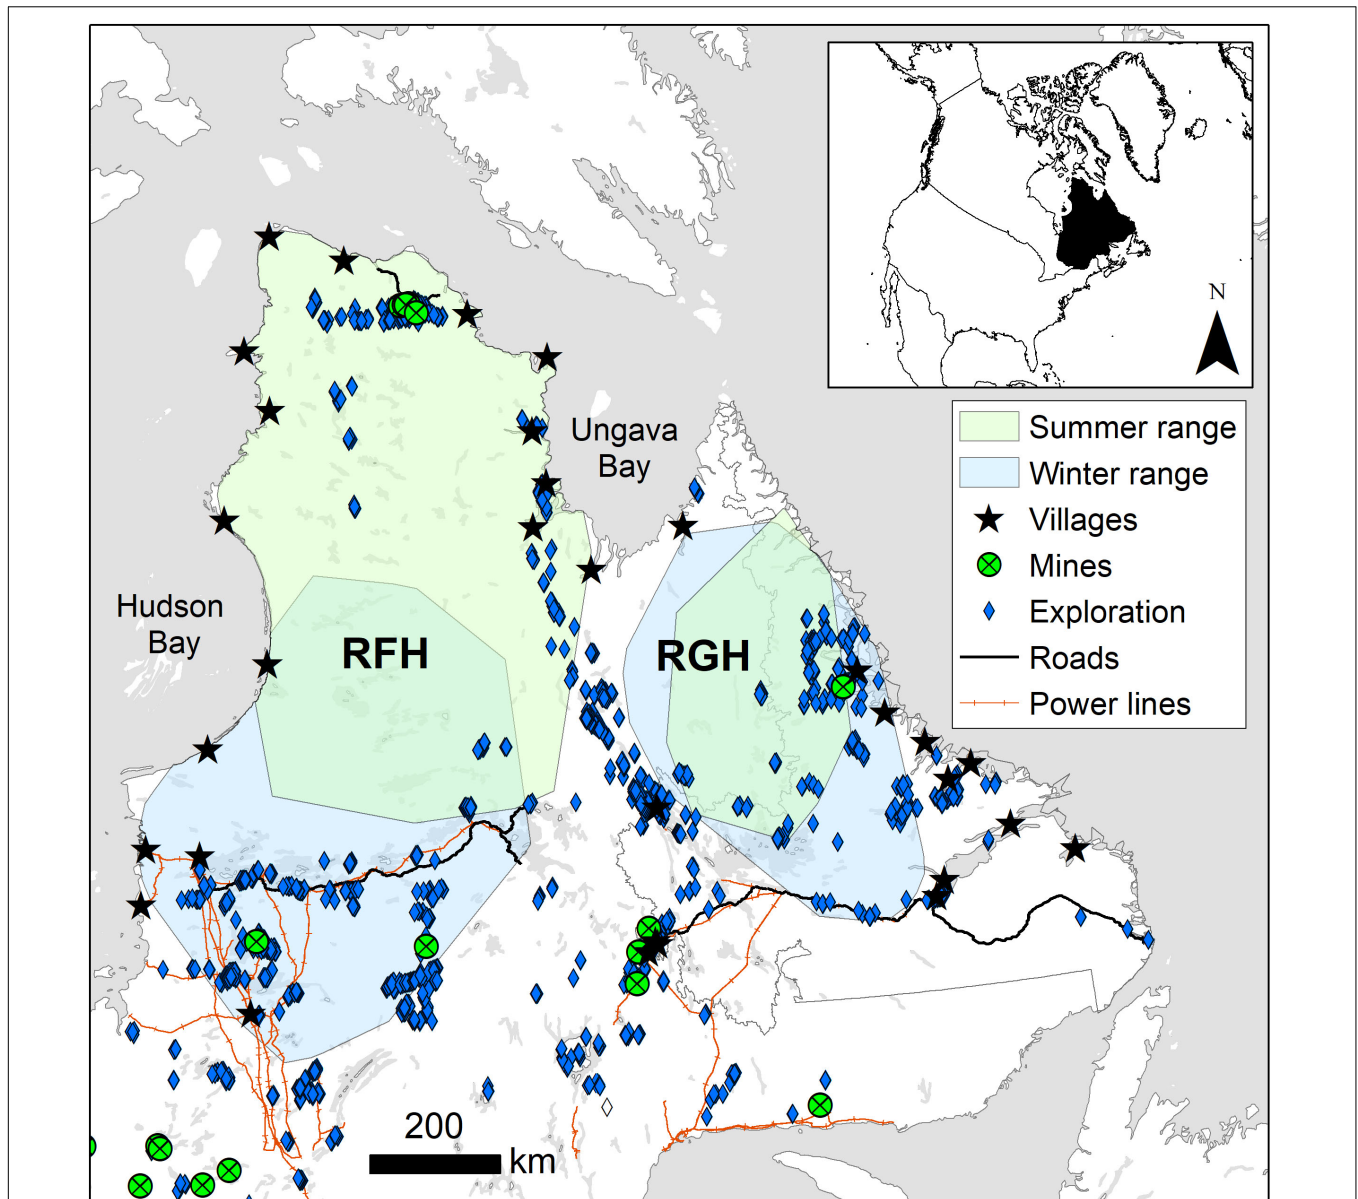 N
Ungava
Bay
Hudson
Bay
RFH
RGH
Summer range
Winter range
Villages
Mines
Exploration
Roads
Power lines
200
km